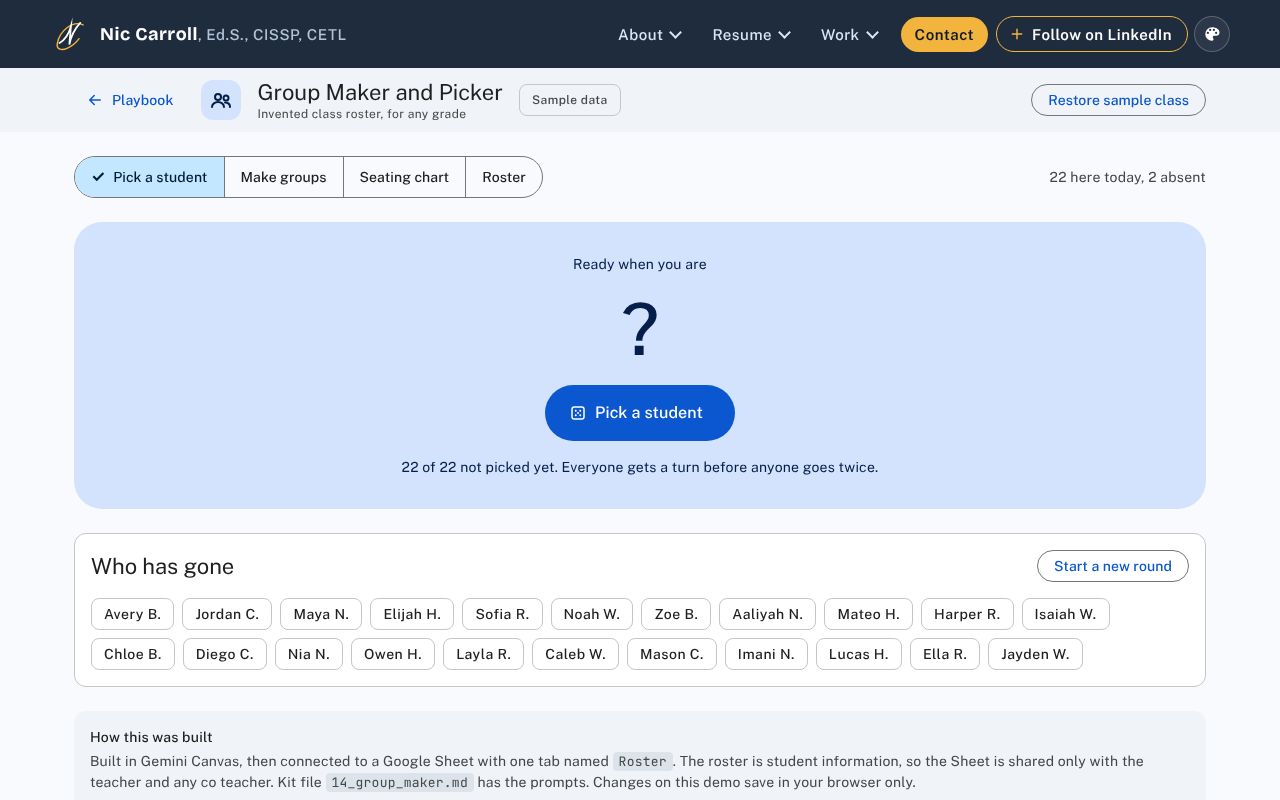 Nic Carroll, Ed.S., CISSP, CETL
About
Resume
Work
Contact
Follow on LinkedIn
Playbook
Group Maker and Picker
Invented class roster, for any grade
Sample data
Restore sample class
Pick a student
Make groups
Seating chart
Roster
22 here today, 2 absent
Ready when you are
?
Pick a student
22 of 22 not picked yet. Everyone gets a turn before anyone goes twice.
Who has gone
Start a new round
Avery B. Jordan C. Maya N. Elijah H. Sofia R. Noah W. Zoe B. Aaliyah N. Mateo H. Harper R. Isaiah W.
Chloe B. Diego C. Nia N. Owen H. Layla R. Caleb W. Mason C. Imani N. Lucas H. Ella R. Jayden W.
How this was built
Built in Gemini Canvas, then connected to a Google Sheet with one tab named Roster. The roster is student information, so the Sheet is shared only with the
teacher and any co teacher. Kit file 14_group_maker.md has the prompts. Changes on this demo save in your browser only.